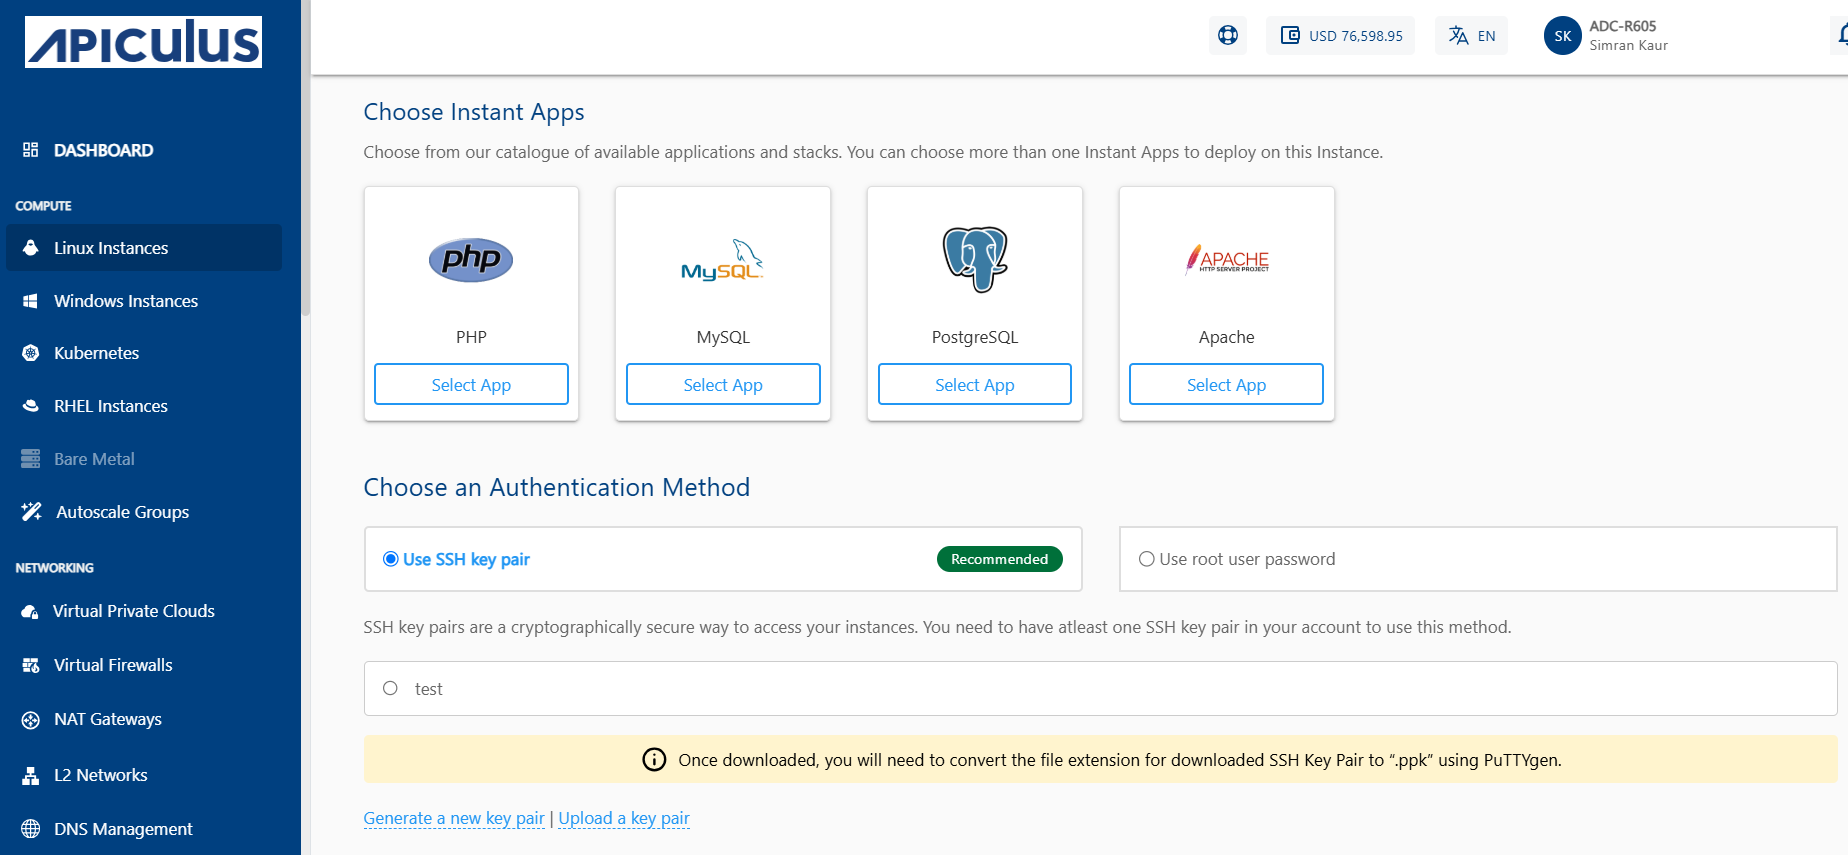 APICULUS
USD 76,598.95
EN
SK
ADC-R605
Simran Kaur
DASHBOARD
COMPUTE
Linux Instances
Windows Instances
Kubernetes
RHEL Instances
Bare Metal
Autoscale Groups
NETWORKING
Virtual Private Clouds
Virtual Firewalls
NAT Gateways
L2 Networks
DNS Management
Choose Instant Apps
Choose from our catalogue of available applications and stacks. You can choose more than one Instant Apps to deploy on this Instance.
php
PHP
Select App
MySQL
MySQL
Select App
PostgreSQL
Select App
APACHE
HTTP SERVER PROJECT
Apache
Select App
Choose an Authentication Method
Use SSH key pair
Recommended
Use root user password
SSH key pairs are a cryptographically secure way to access your instances. You need to have atleast one SSH key pair in your account to use this method.
test
Once downloaded, you will need to convert the file extension for downloaded SSH Key Pair to “.ppk” using PuTTYgen.
Generate a new key pair | Upload a key pair